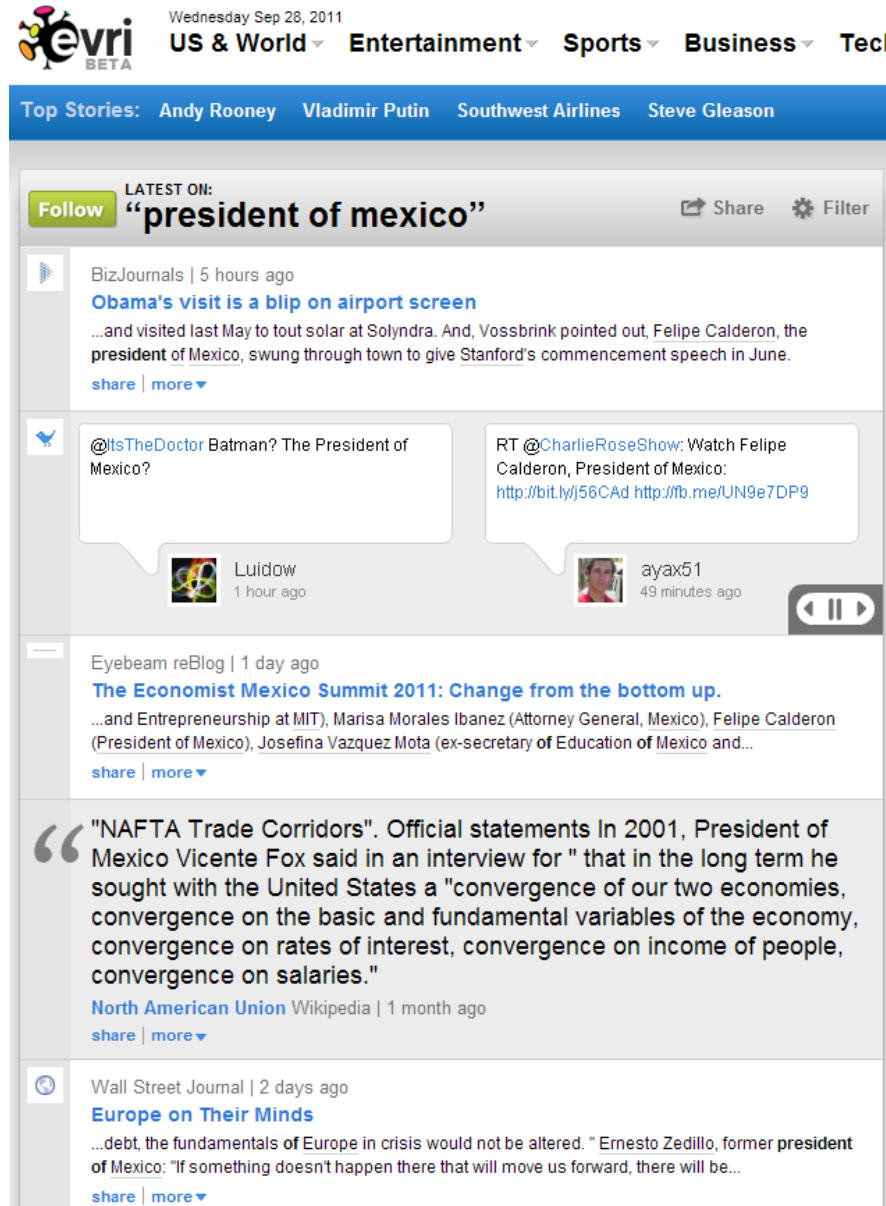 evri
BETA
Wednesday Sep 28, 2011
US & World Entertainment Sports Business Tecl
Top Stories: Andy Rooney Vladimir Putin Southwest Airlines Steve Gleason
Follow
LATEST ON:
“president of mexico”
Share Filter
BizJournals | 5 hours ago
Obama's visit is a blip on airport screen
...and visited last May to tout solar at Solyndra. And, Vossbrink pointed out, Felipe Calderon, the
president of Mexico, swung through town to give Stanford's commencement speech in June.
share | more
@ItsTheDoctor Batman? The President of
Mexico?
Luidow
1 hour ago
RT @CharlieRoseShow: Watch Felipe
Calderon, President of Mexico:
http://bit.ly/j56CAd http://fb.me/UN9e7DP9
ayax51
49 minutes ago
Eyebeam reBlog | 1 day ago
The Economist Mexico Summit 2011: Change from the bottom up.
...and Entrepreneurship at MIT), Marisa Morales Ibanez (Attorney General, Mexico), Felipe Calderon
(President of Mexico), Josefina Vazquez Mota (ex-secretary of Education of Mexico and...
share | more
"NAFTA Trade Corridors". Official statements In 2001, President of
Mexico Vicente Fox said in an interview for " that in the long term he
sought with the United States a "convergence of our two economies,
convergence on the basic and fundamental variables of the economy,
convergence on rates of interest, convergence on income of people,
convergence on salaries."
North American Union Wikipedia | 1 month ago
share | more
Wall Street Journal | 2 days ago
Europe on Their Minds
...debt, the fundamentals of Europe in crisis would not be altered. " Ernesto Zedillo, former president
of Mexico: "If something doesn't happen there that will move us forward, there will be...
share | more